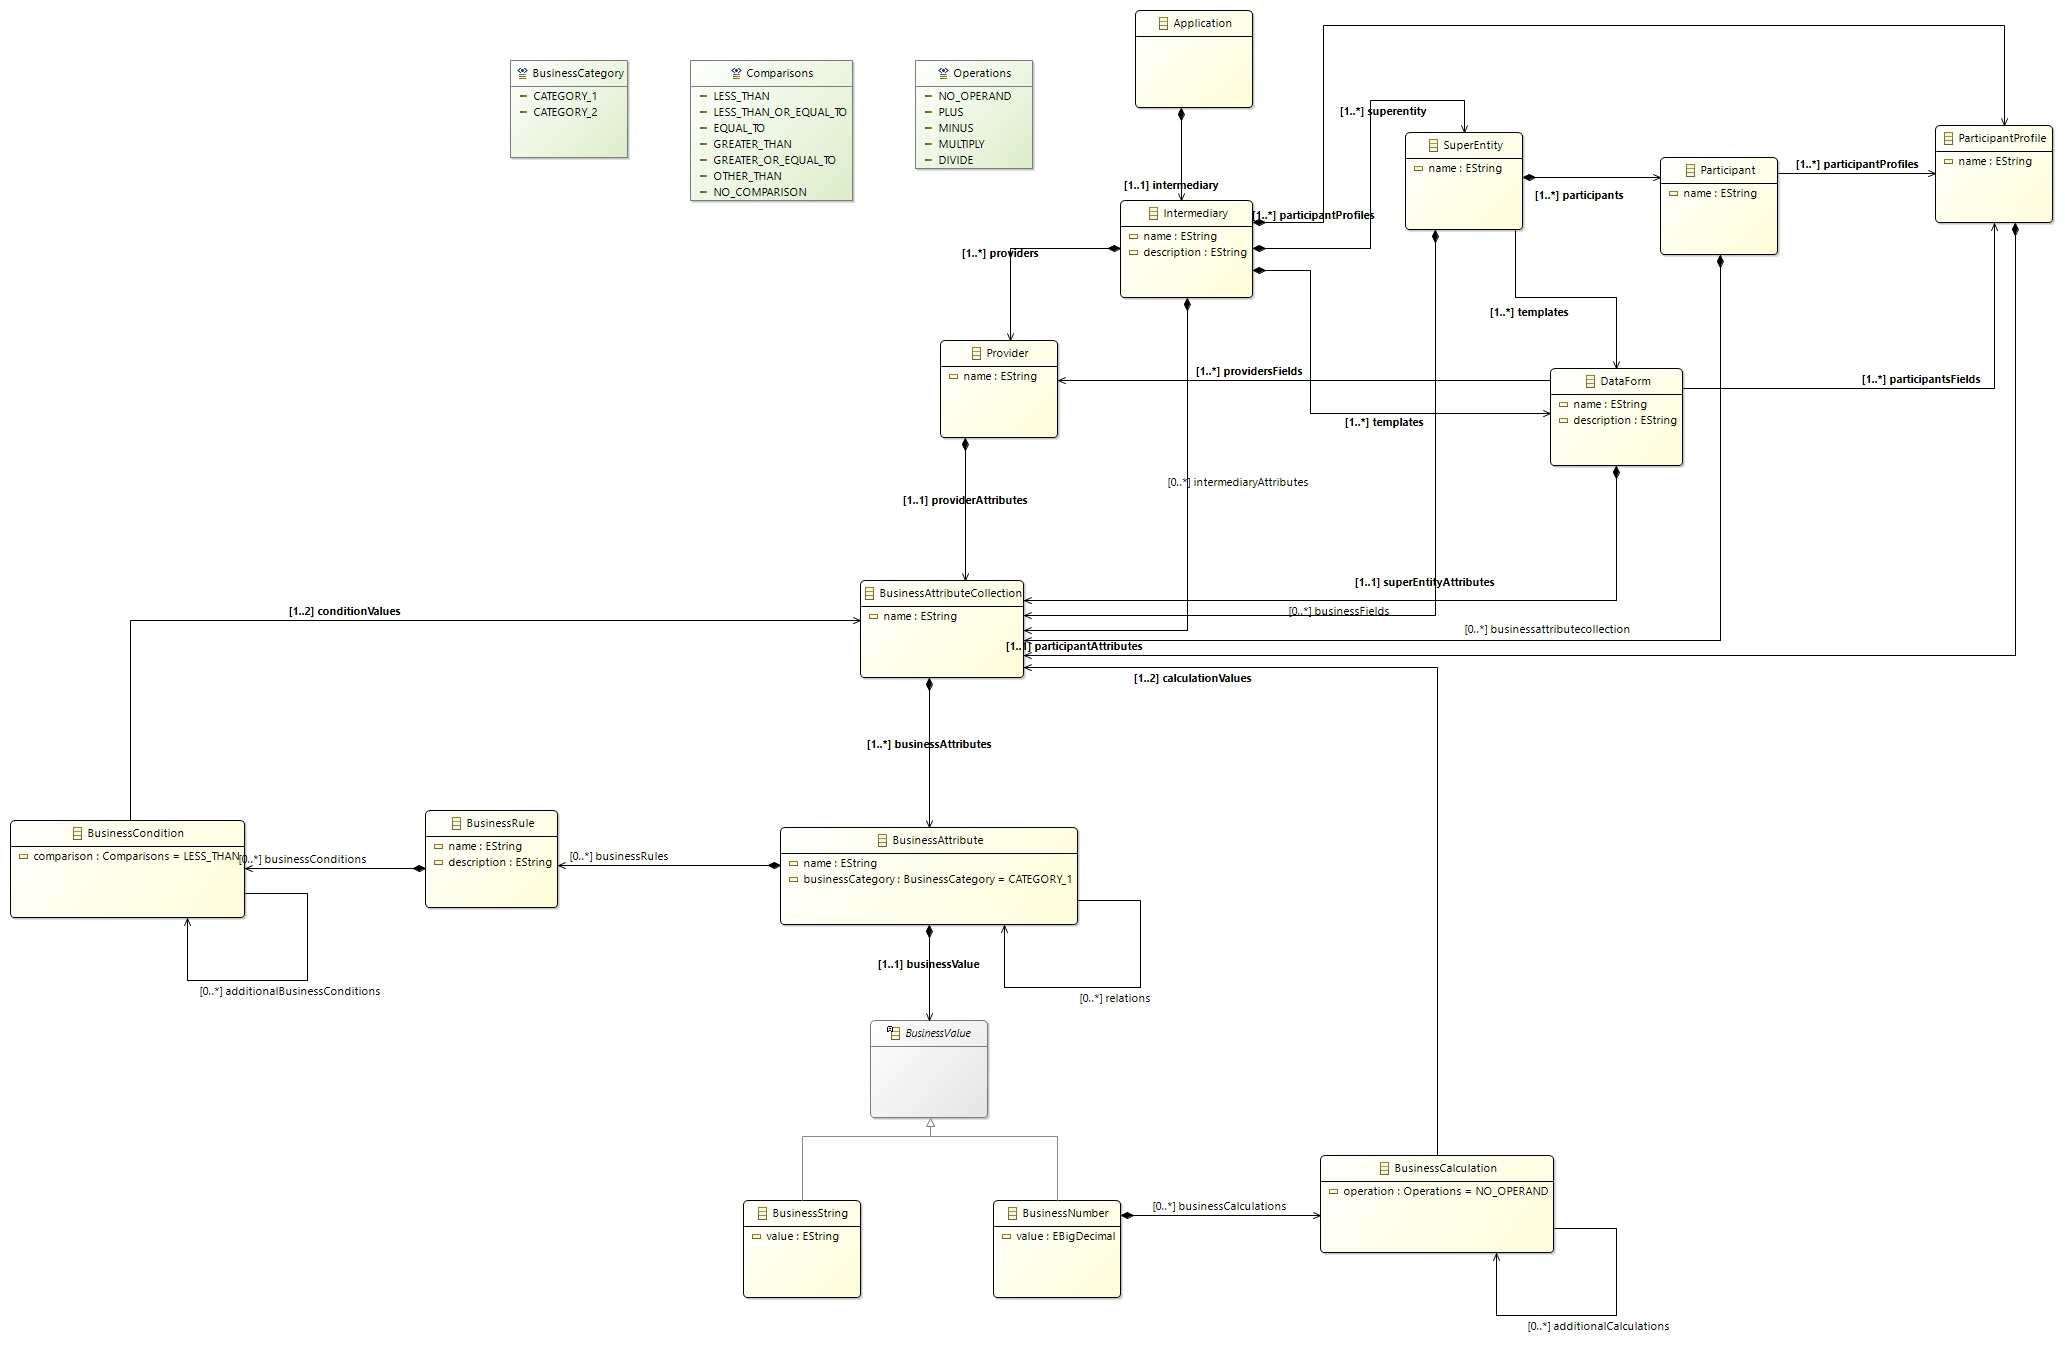 Application
BusinessCategory
CATEGORY_1
CATEGORY_2
Comparisons
LESS_THAN
LESS_THAN_OR_EQUAL_TO
EQUAL_TO
GREATER_THAN
GREATER_OR_EQUAL_TO
OTHER_THAN
NO_COMPARISON
Operations
NO_OPERAND
PLUS
MINUS
MULTIPLY
DIVIDE
[1..*] superentity
SuperEntity
name : EString
ParticipantProfile
name : EString
[1..*] participantProfiles
Participant
name : EString
[1..*] participants
[1..1] intermediary
Intermediary
name : EString
description : EString
[1..*] participantProfiles
[1..*] providers
[1..*] templates
Provider
name : EString
[1..*] providersFields
DataForm
name : EString
description : EString
[1..*] participantsFields
[1..*] templates
[0..*] intermediaryAttributes
[1..1] providerAttributes
[1..1] superEntityAttributes
BusinessAttributeCollection
name : EString
[1..2] conditionValues
[0..*] businessFields
[0..*] businessattributecollection
[1..1] participantAttributes
[1..2] calculationValues
[1..*] businessAttributes
BusinessCondition
comparison : Comparisons = LESS_THAN
[0..*] businessConditions
BusinessRule
name : EString
description : EString
[0..*] businessRules
BusinessAttribute
name : EString
businessCategory : BusinessCategory = CATEGORY_1
[1..1] businessValue
[0..*] additionalBusinessConditions
[0..*] relations
BusinessValue
BusinessCalculation
operation : Operations = NO_OPERAND
BusinessString
value : EString
BusinessNumber
value : EBigDecimal
[0..*] businessCalculations
[0..*] additionalCalculations